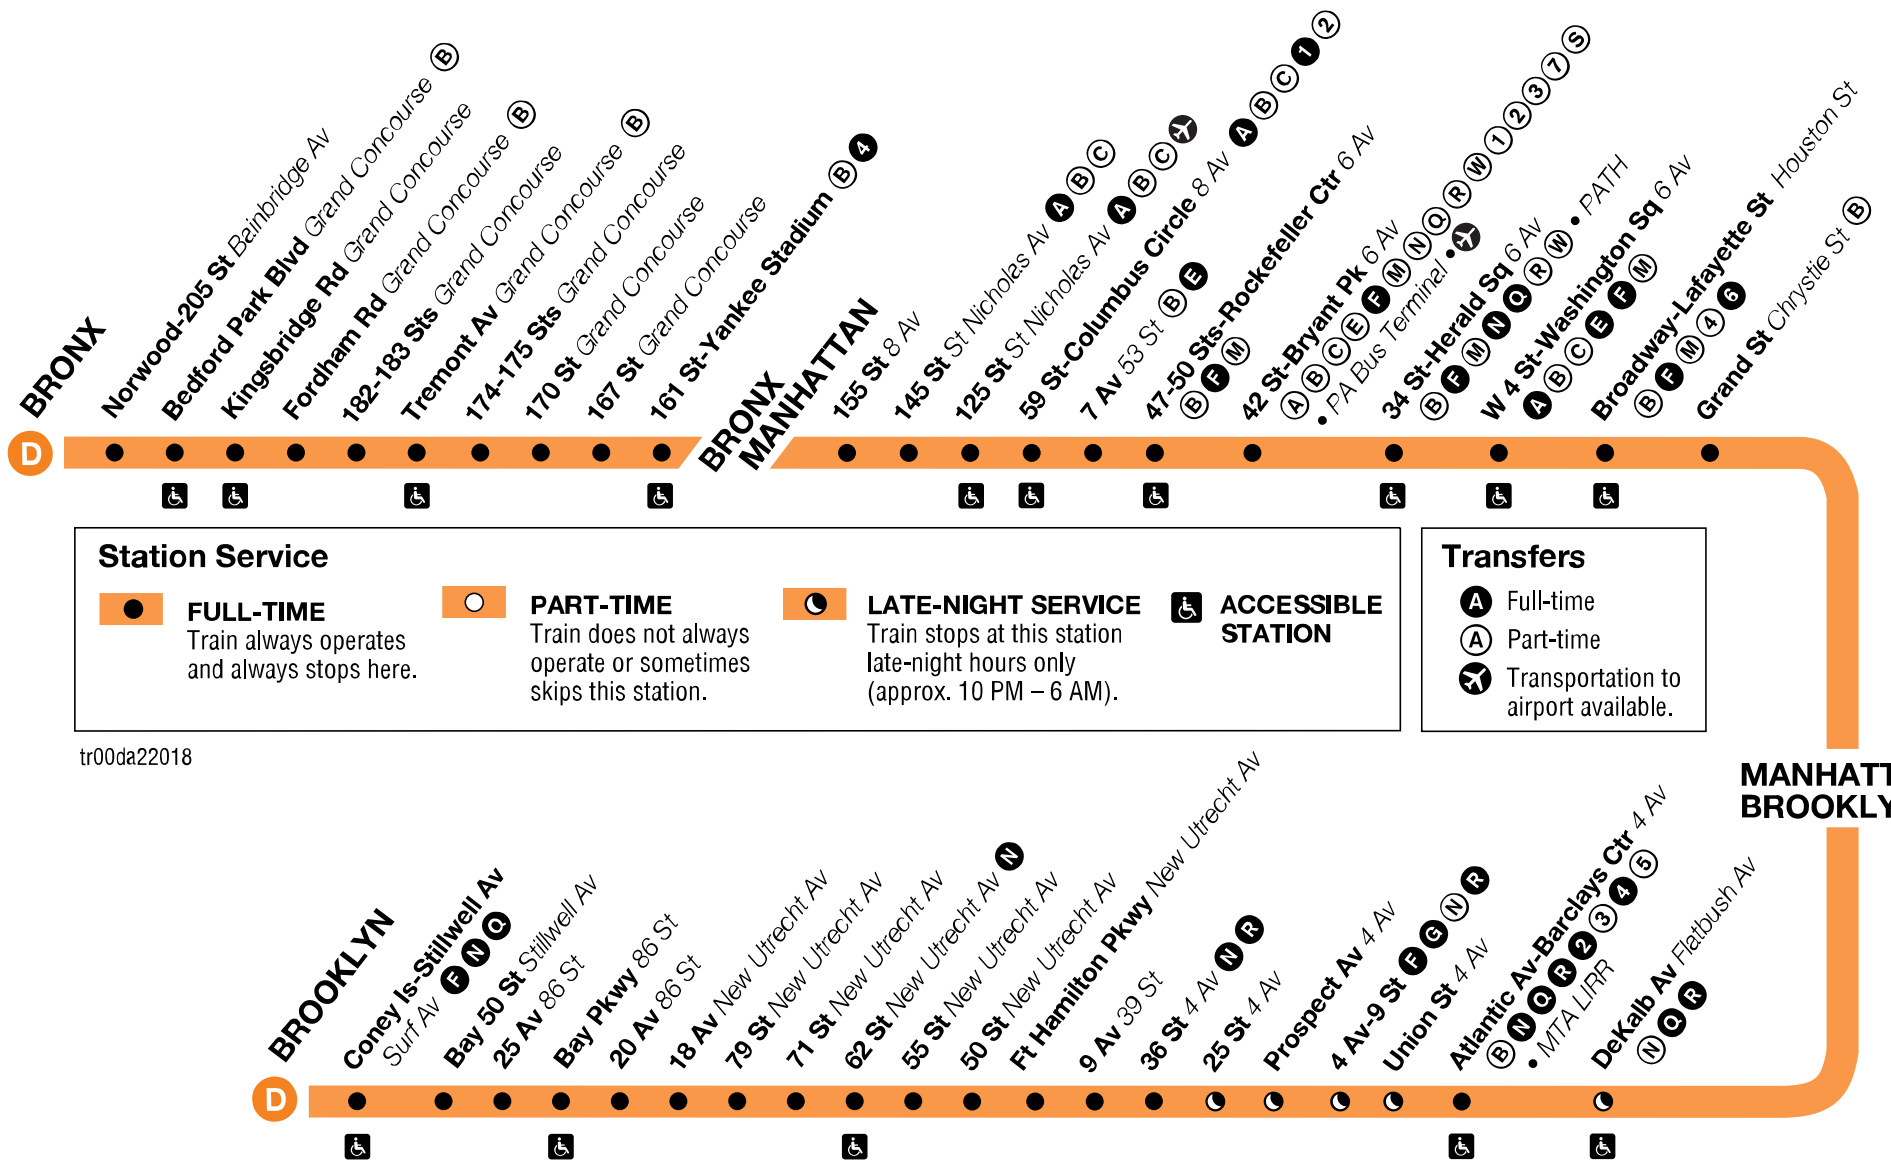 BRONX
D
Norwood-205 St Bainbridge Av
Bedford Park Blvd Grand Concourse B
Kingsbridge Rd Grand Concourse
Fordham Rd Grand Concourse B
182-183 Sts Grand Concourse
Tremont Av Grand Concourse B
174-175 Sts Grand Concourse
170 St Grand Concourse
167 St Grand Concourse
161 St-Yankee Stadium B 4
BRONX
MANHATTAN
155 St 8 Av
145 St St Nicholas Av A B C
125 St St Nicholas Av A B C
59 St-Columbus Circle 8 Av A B C 1 2
7 Av 53 St B E
47-50 Sts-Rockefeller Ctr 6 Av
B F M
42 St-Bryant Pk 6 Av
A B C E F M N Q R W 1 2 3 7 S
• PA Bus Terminal •
34 St-Herald Sq 6 Av
B F M N Q R W • PATH
W 4 St-Washington Sq 6 Av
A B C E F M
Broadway-Lafayette St Houston St
B F M 4 6
Grand St Chrystie St B
Station Service
FULL-TIME
Train always operates
and always stops here.
PART-TIME
Train does not always
operate or sometimes
skips this station.
LATE-NIGHT SERVICE
Train stops at this station
late-night hours only
(approx. 10 PM – 6 AM).
ACCESSIBLE
STATION
Transfers
A Full-time
A Part-time
Transportation to
airport available.
tr00da22018
MANHATT
BROOKLY
BROOKLYN
D
Coney Is-Stillwell Av
Surf Av F N Q
Bay 50 St Stillwell Av
25 Av 86 St
Bay Pkwy 86 St
20 Av 86 St
18 Av New Utrecht Av
79 St New Utrecht Av
71 St New Utrecht Av
62 St New Utrecht Av N
55 St New Utrecht Av
50 St New Utrecht Av
Ft Hamilton Pkwy New Utrecht Av
9 Av 39 St
36 St 4 Av N R
25 St 4 Av
Prospect Av 4 Av
4 Av-9 St F G N R
Union St 4 Av
Atlantic Av-Barclays Ctr 4 Av
B N Q R 2 3 4 5
• MTA LIRR
DeKalb Av Flatbush Av
N Q R